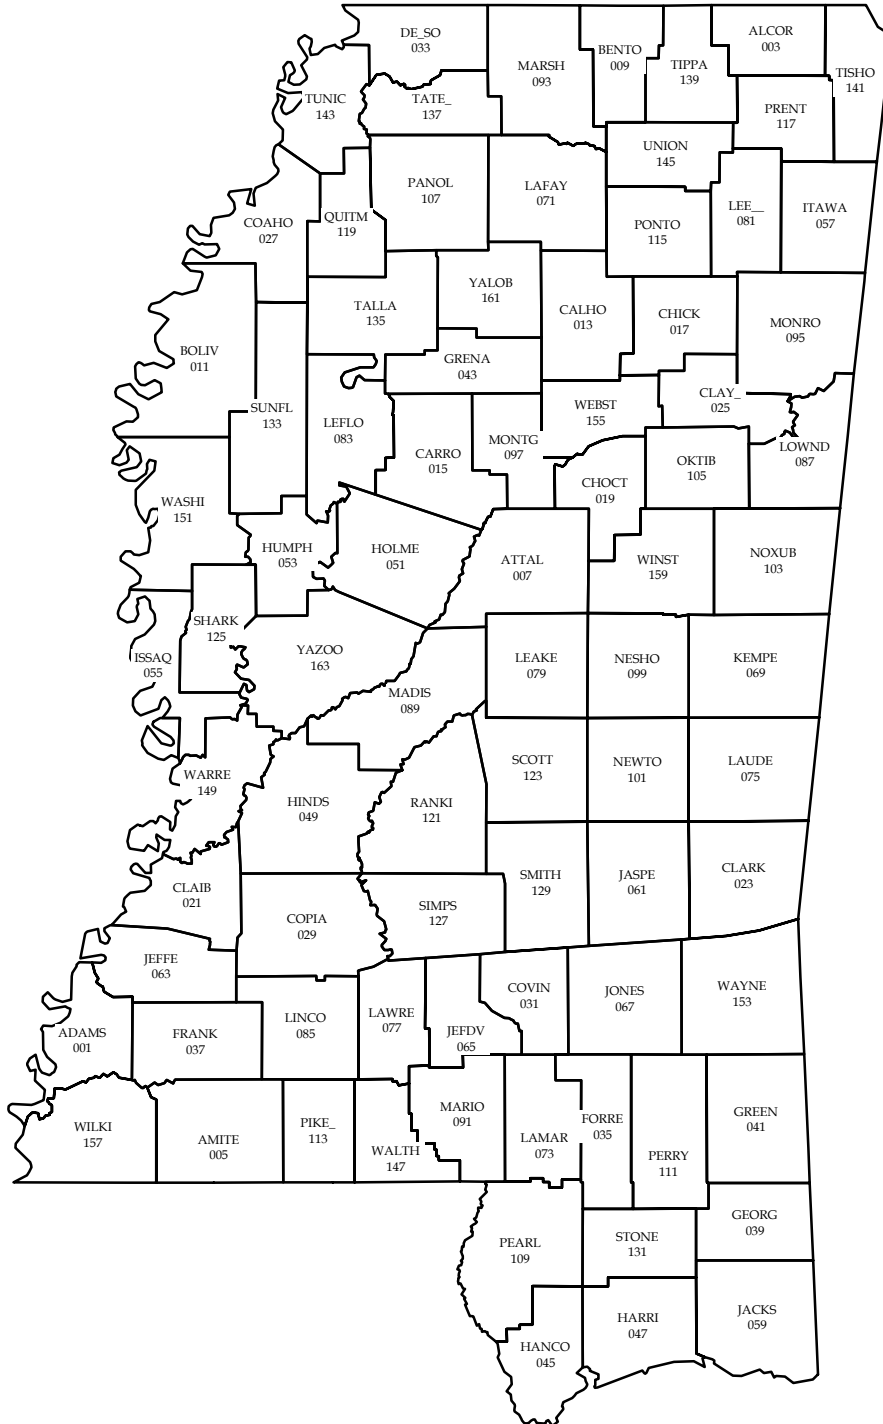 DE_SO
033
MARSH
093
BENTO
009
TIPPA
139
ALCOR
003
TISHO
141
TUNIC
143
TATE_
137
PRENT
117
UNION
145
PANOL
107
LAFAY
071
COAHO
027
QUITM
119
PONTO
115
LEE__
081
ITAWA
057
TALLA
135
YALOB
161
CALHO
013
CHICK
017
MONRO
095
BOLIV
011
GRENA
043
SUNFL
133
LEFLO
083
CARRO
015
MONTG
097
WEBST
155
CLAY_
025
LOWND
087
WASHI
151
CHOCT
019
OKTIB
105
HUMPH
053
HOLME
051
ATTAL
007
WINST
159
NOXUB
103
SHARK
125
ISSAQ
055
YAZOO
163
MADIS
089
LEAKE
079
NESHO
099
KEMPE
069
WARRE
149
HINDS
049
RANKI
121
SCOTT
123
NEWTO
101
LAUDE
075
CLAIB
021
COPIA
029
SIMPS
127
SMITH
129
JASPE
061
CLARK
023
JEFFE
063
ADAMS
001
FRANK
037
LINCO
085
LAWRE
077
JEFDV
065
COVIN
031
JONES
067
WAYNE
153
WILKI
157
AMITE
005
PIKE_
113
WALTH
147
MARIO
091
LAMAR
073
FORRE
035
PERRY
111
GREEN
041
PEARL
109
STONE
131
GEORG
039
HANCO
045
HARRI
047
JACKS
059